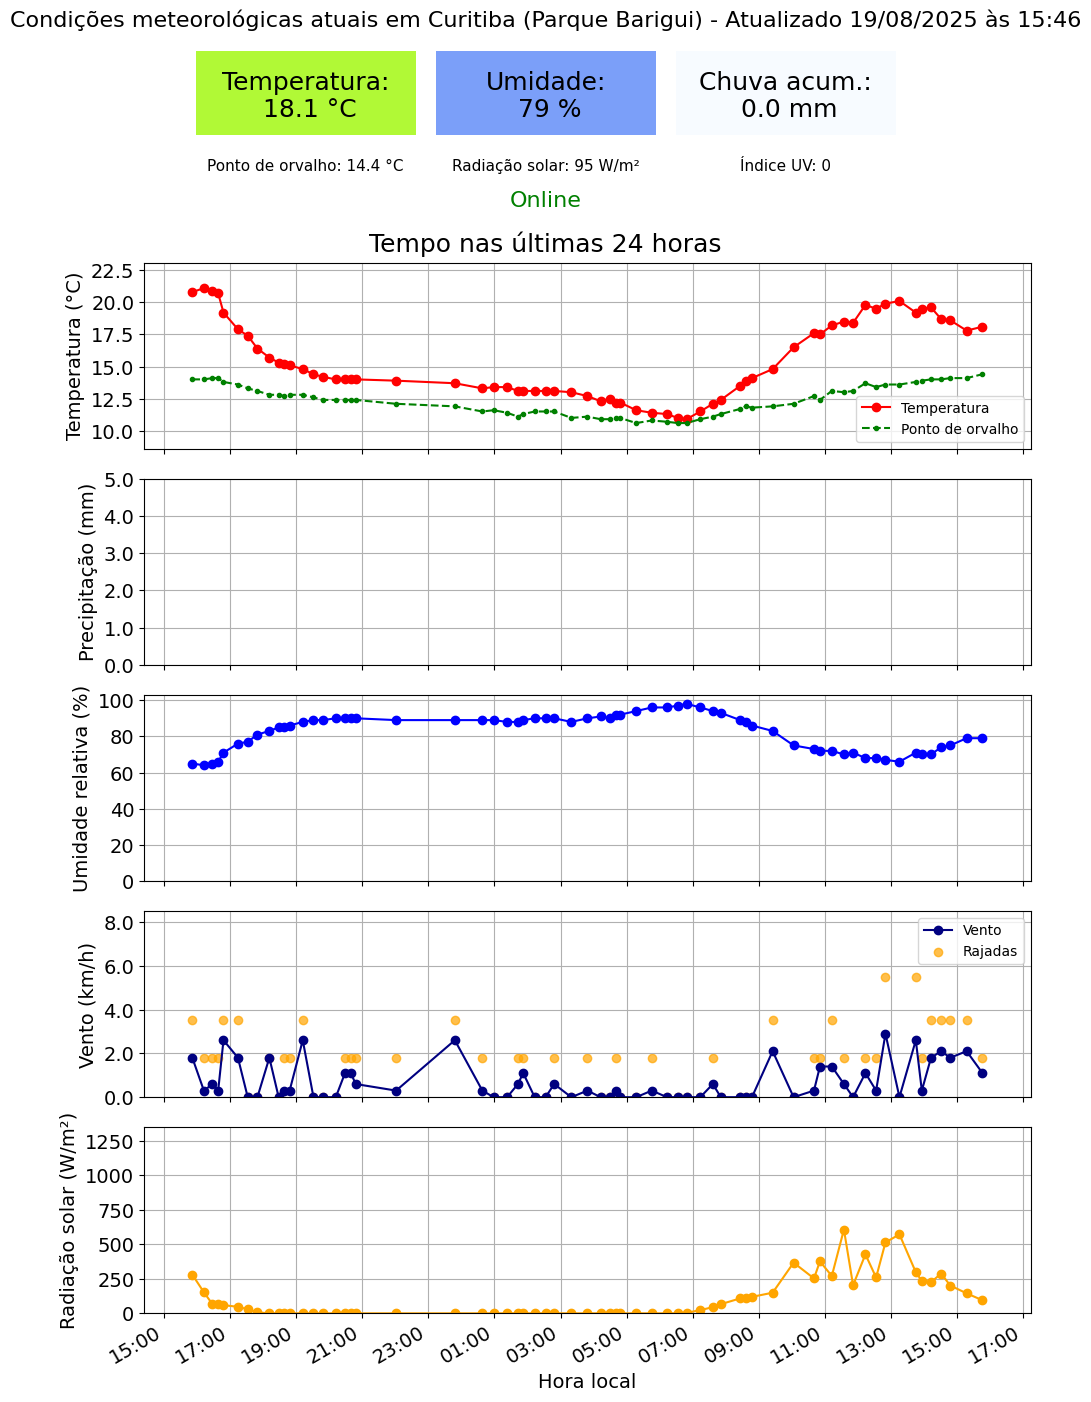 Condições meteorológicas atuais em Curitiba (Parque Barigui) - Atualizado 19/08/2025 às 15:46
Temperatura:
18.1 °C
Umidade:
79 %
Chuva acum.:
0.0 mm
Ponto de orvalho: 14.4 °C
Radiação solar: 95 W/m²
Índice UV: 0
Online
Tempo nas últimas 24 horas
Temperatura (°C)
22.5
20.0
17.5
15.0
12.5
10.0
Temperatura
Ponto de orvalho
Precipitação (mm)
5.0
4.0
3.0
2.0
1.0
0.0
Umidade relativa (%)
100
80
60
40
20
0
Vento (km/h)
8.0
6.0
4.0
2.0
0.0
Vento
Rajadas
Radiação solar (W/m²)
1250
1000
750
500
250
0
15:00
17:00
19:00
21:00
23:00
01:00
03:00
05:00
07:00
09:00
11:00
13:00
15:00
17:00
Hora local